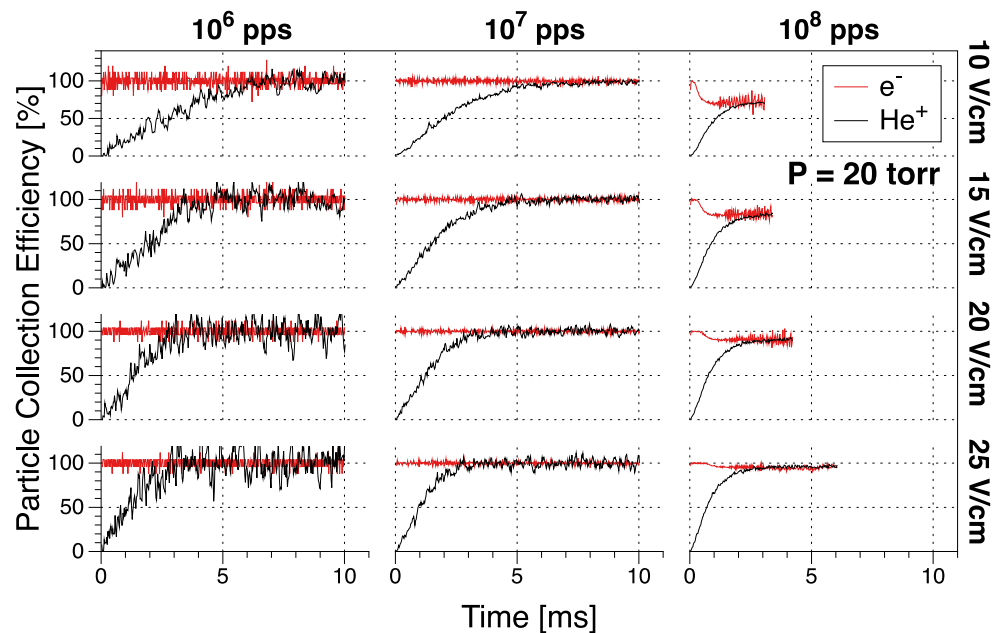 10⁶ pps 10⁷ pps 10⁸ pps
Particle Collection Efficiency [%]
100
50
0
10 V/cm
e⁻
He⁺
P = 20 torr
100
50
0
15 V/cm
100
50
0
20 V/cm
100
50
0
25 V/cm
0 5 10 0 5 10 0 5 10
Time [ms]